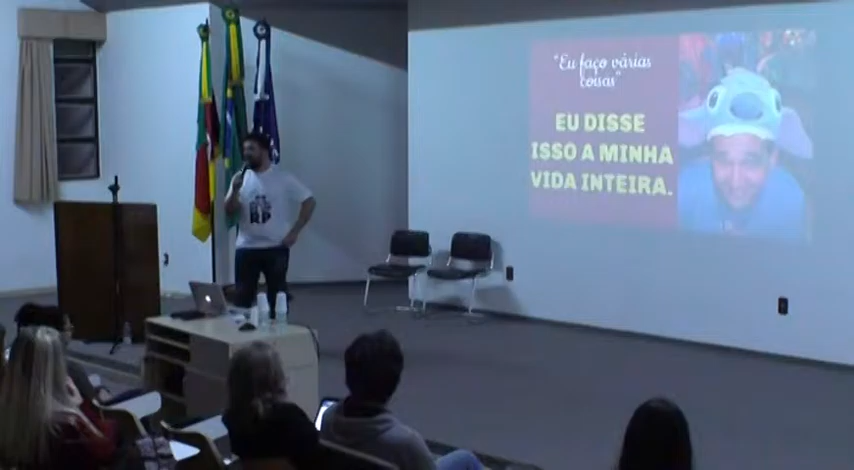 "Eu faço várias
coisas"
EU DISSE
ISSO A MINHA
VIDA INTEIRA.